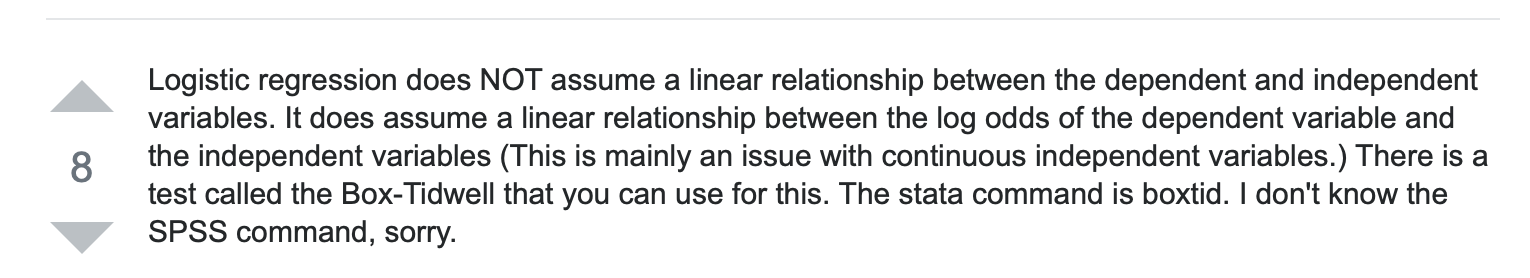 Logistic regression does NOT assume a linear relationship between the dependent and independent
variables. It does assume a linear relationship between the log odds of the dependent variable and
the independent variables (This is mainly an issue with continuous independent variables.) There is a
8
test called the Box-Tidwell that you can use for this. The stata command is boxtid. I don't know the
SPSS command, sorry.